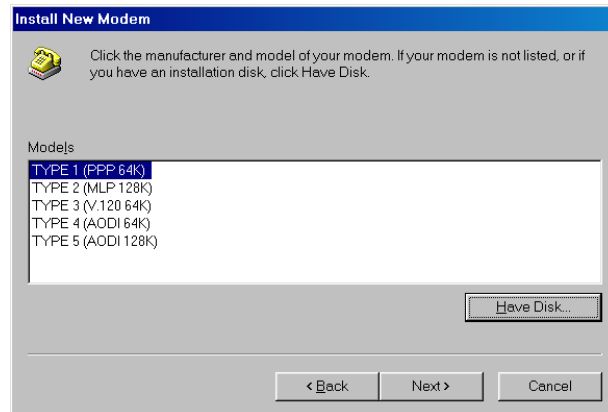 Install New Modem
Click the manufacturer and model of your modem. If your modem is not listed, or if
you have an installation disk, click Have Disk.
Models
TYPE 1 (PPP 64K)
TYPE 2 (MLP 128K)
TYPE 3 (V.120 64K)
TYPE 4 (AODI 64K)
TYPE 5 (AODI 128K)
Have Disk...
< Back Next > Cancel